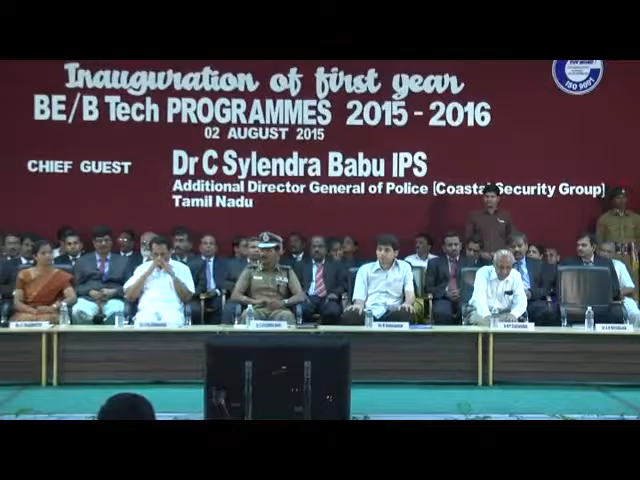 Inauguration of first year
BE/B Tech PROGRAMMES 2015 - 2016
02 AUGUST 2015
CHIEF GUEST
Dr C Sylendra Babu IPS
Additional Director General of Police [Coastal Security Group]
Tamil Nadu
ISO 9001